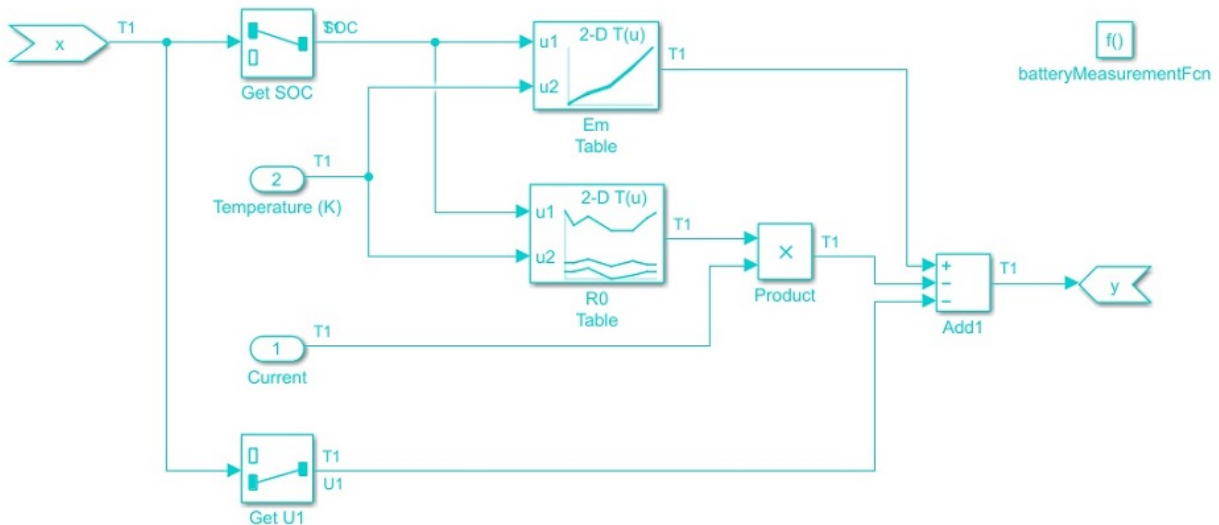 x
T1
Get SOC
T1
SOC
u1
u2
2-D T(u)
Em
Table
T1
f()
batteryMeasurementFcn
2
T1
Temperature (K)
u1
u2
2-D T(u)
R0
Table
T1
×
Product
T1
+
−
−
Add1
T1
y
1
T1
Current
Get U1
T1
U1